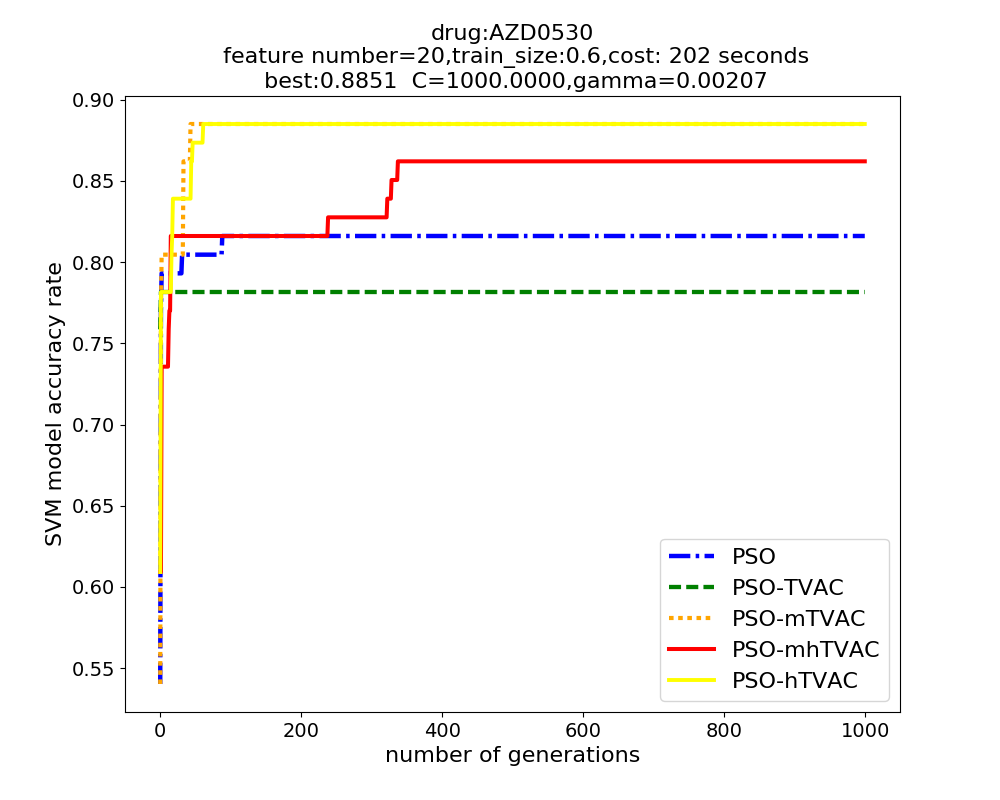 drug:AZD0530
feature number=20,train_size:0.6,cost: 202 seconds
best:0.8851  C=1000.0000,gamma=0.00207
0.90
0.85
0.80
0.75
0.70
0.65
0.60
0.55
SVM model accuracy rate
PSO
PSO-TVAC
PSO-mTVAC
PSO-mhTVAC
PSO-hTVAC
0 200 400 600 800 1000
number of generations